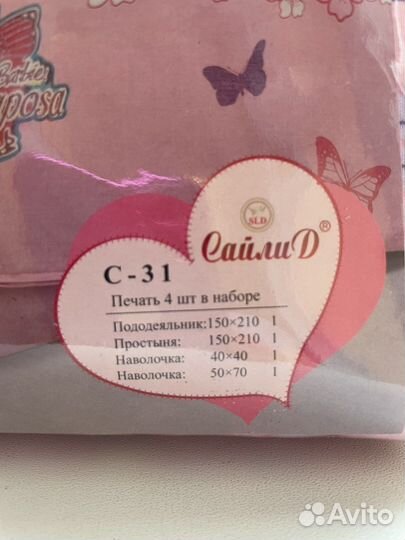 Barbie
SLD
СайлиД®
С-31
Печать 4 шт в наборе
Пододеяльник:150×210 1
Простыня: 150×210 1
Наволочка: 40×40 1
Наволочка: 50×70 1
Avito